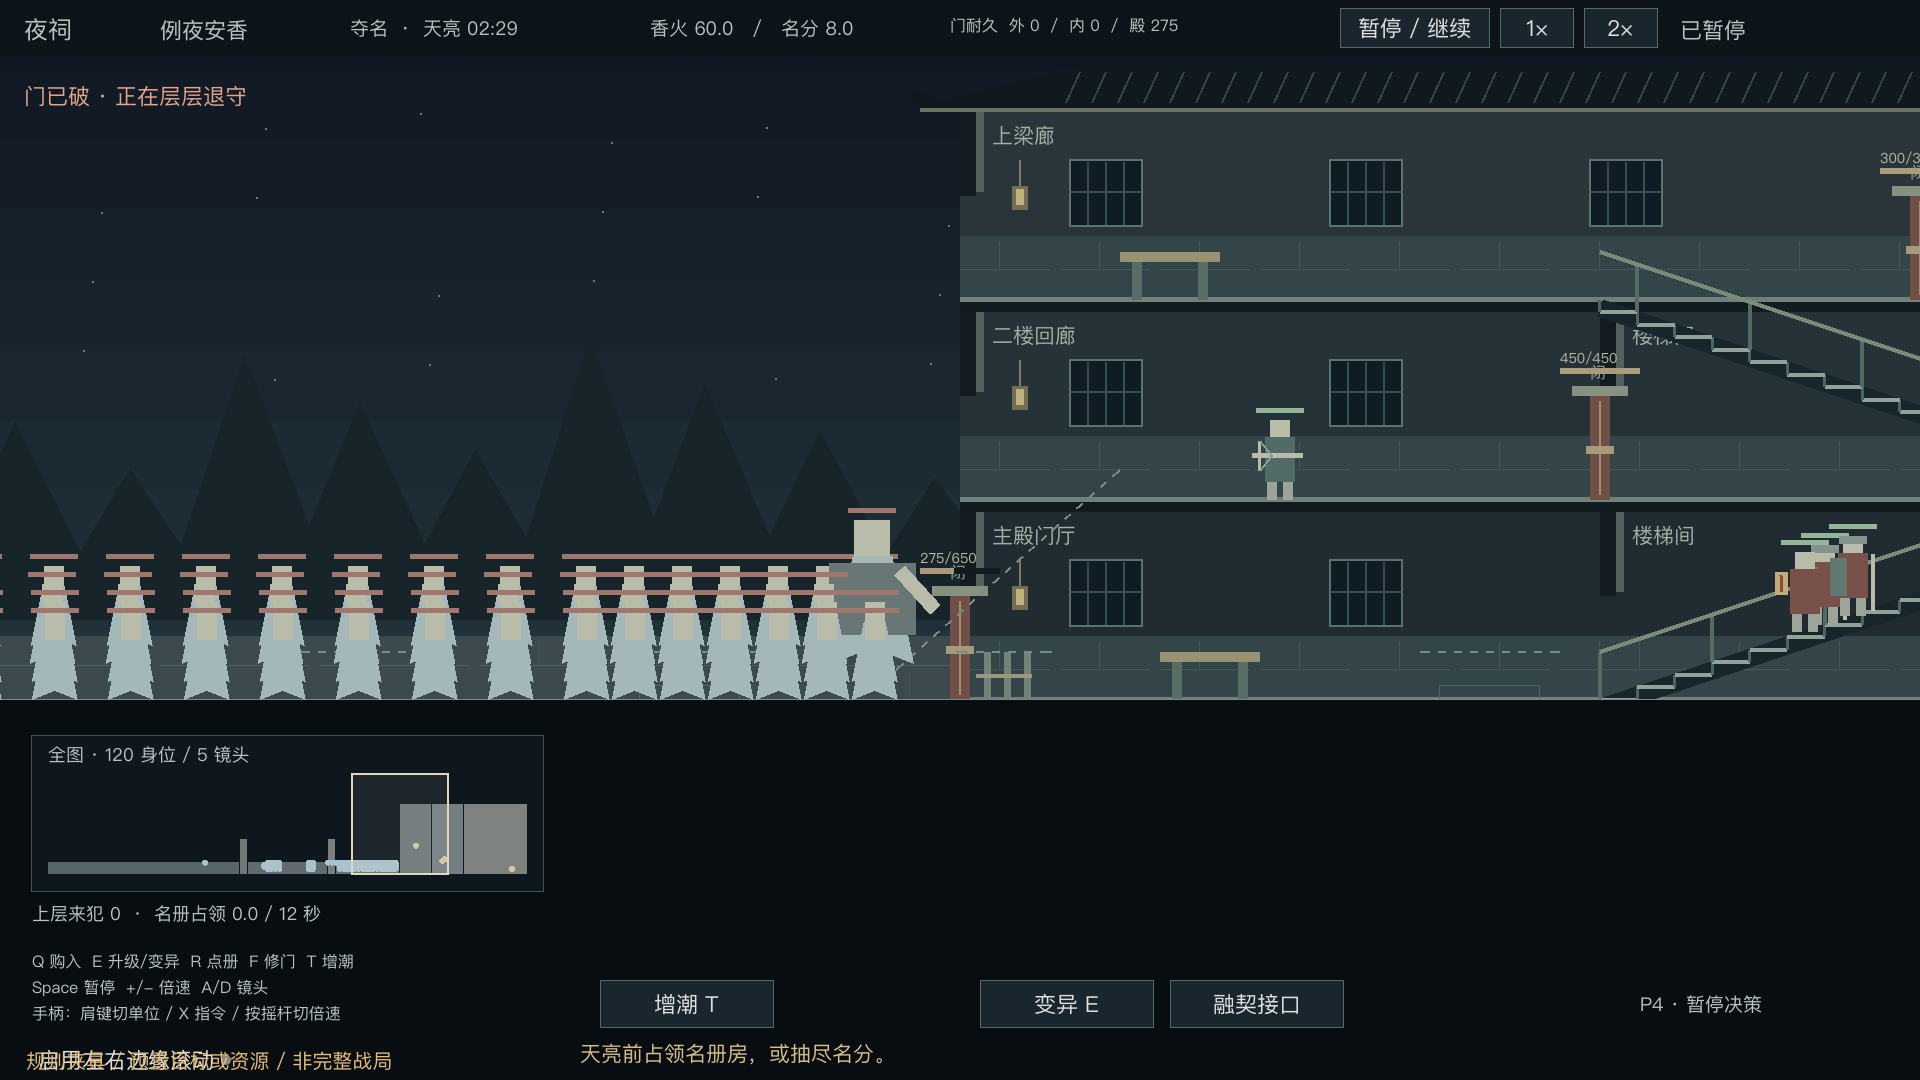 夜祠
例夜安香
夺名 · 天亮 02:29
香火 60.0 / 名分 8.0
门耐久 外 0 / 内 0 / 殿 275
暂停 / 继续
1×
2×
已暂停
门已破 · 正在层层退守
上梁廊
二楼回廊
450/450
闭
275/650
闭
主殿门厅
楼梯间
全图 · 120 身位 / 5 镜头
上层来犯 0 · 名册占领 0.0 / 12 秒
Q 购入 E 升级/变异 R 点册 F 修门 T 增潮
Space 暂停 +/− 倍速 A/D 镜头
手柄：肩键切单位 / X 指令 / 按摇杆切倍速
增潮 T
变异 E
融契接口
P4 · 暂停决策
或资源 / 非完整战局
天亮前占领名册房，或抽尽名分。